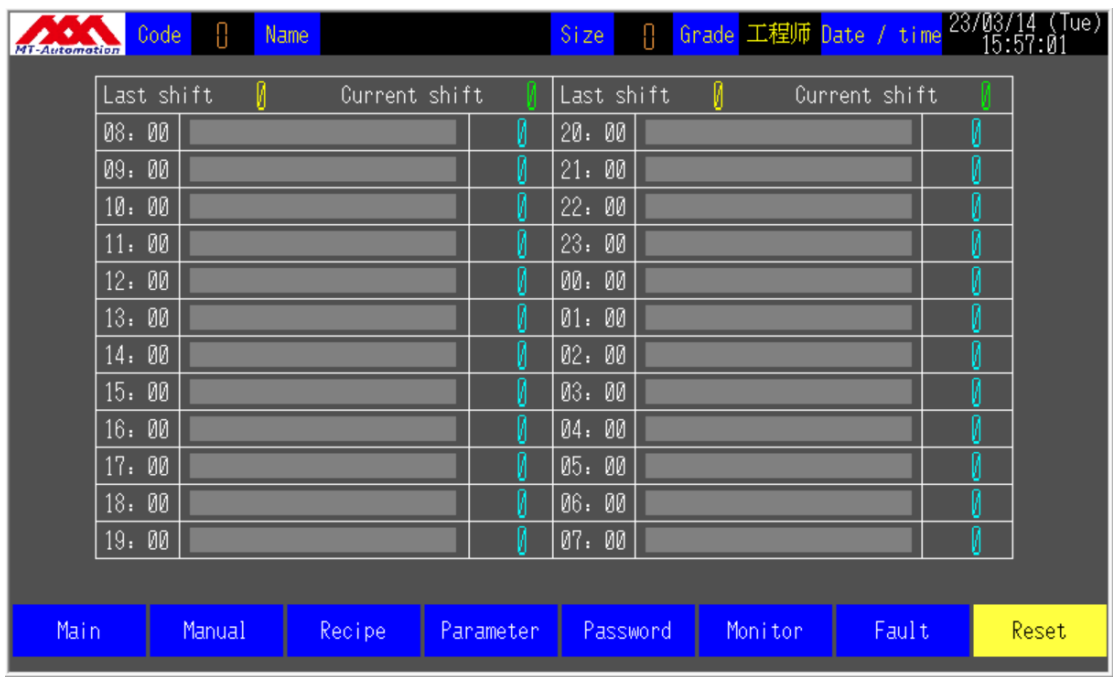 MT-Automation Code 0 Name Size 0 Grade 工程师 Date / time 23/03/14 (Tue)
15:57:01
Last shift 0 Current shift 0 Last shift 0 Current shift 0
08: 00 0 20: 00 0
09: 00 0 21: 00 0
10: 00 0 22: 00 0
11: 00 0 23: 00 0
12: 00 0 00: 00 0
13: 00 0 01: 00 0
14: 00 0 02: 00 0
15: 00 0 03: 00 0
16: 00 0 04: 00 0
17: 00 0 05: 00 0
18: 00 0 06: 00 0
19: 00 0 07: 00 0
Main Manual Recipe Parameter Password Monitor Fault Reset